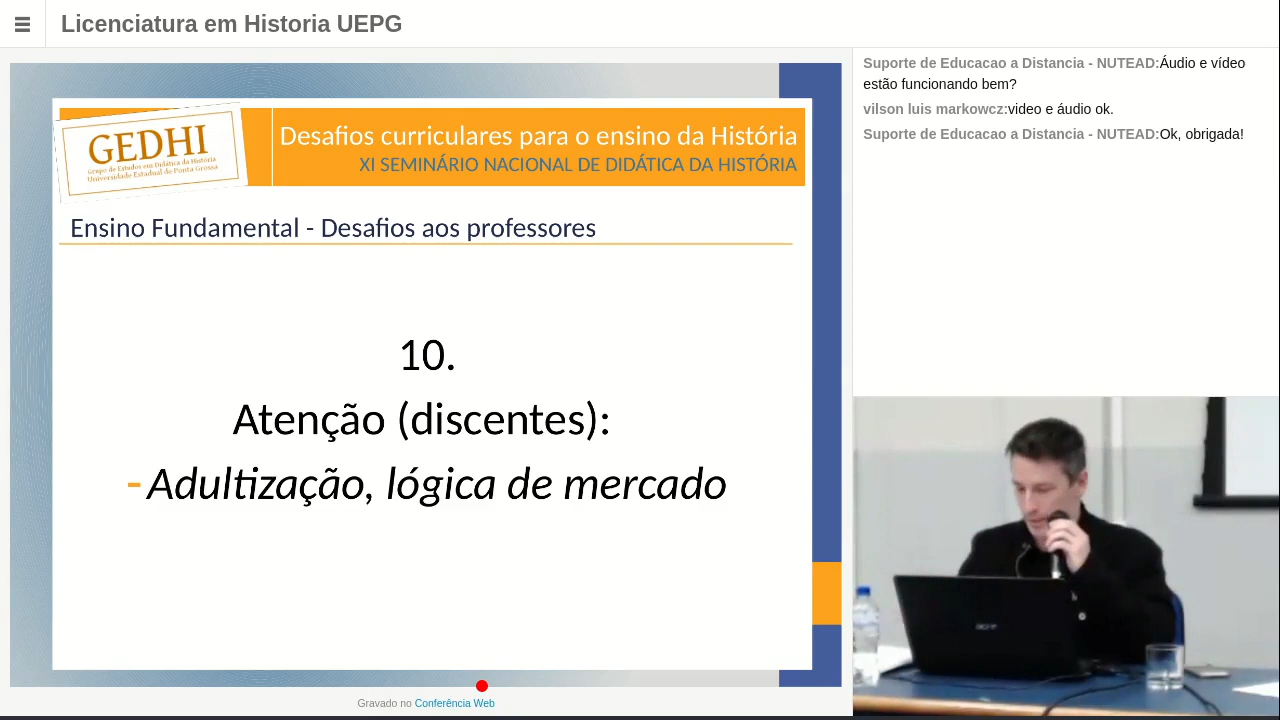 Licenciatura em Historia UEPG
GEDHI
Grupo de Estudos em Didática da História
Universidade Estadual de Ponta Grossa
Desafios curriculares para o ensino da História
XI SEMINÁRIO NACIONAL DE DIDÁTICA DA HISTÓRIA
Ensino Fundamental - Desafios aos professores
10.
Atenção (discentes):
-Adultização, lógica de mercado
Gravado no Conferência Web
Suporte de Educacao a Distancia - NUTEAD:Áudio e vídeo
estão funcionando bem?
vilson luis markowcz:video e áudio ok.
Suporte de Educacao a Distancia - NUTEAD:Ok, obrigada!
acer